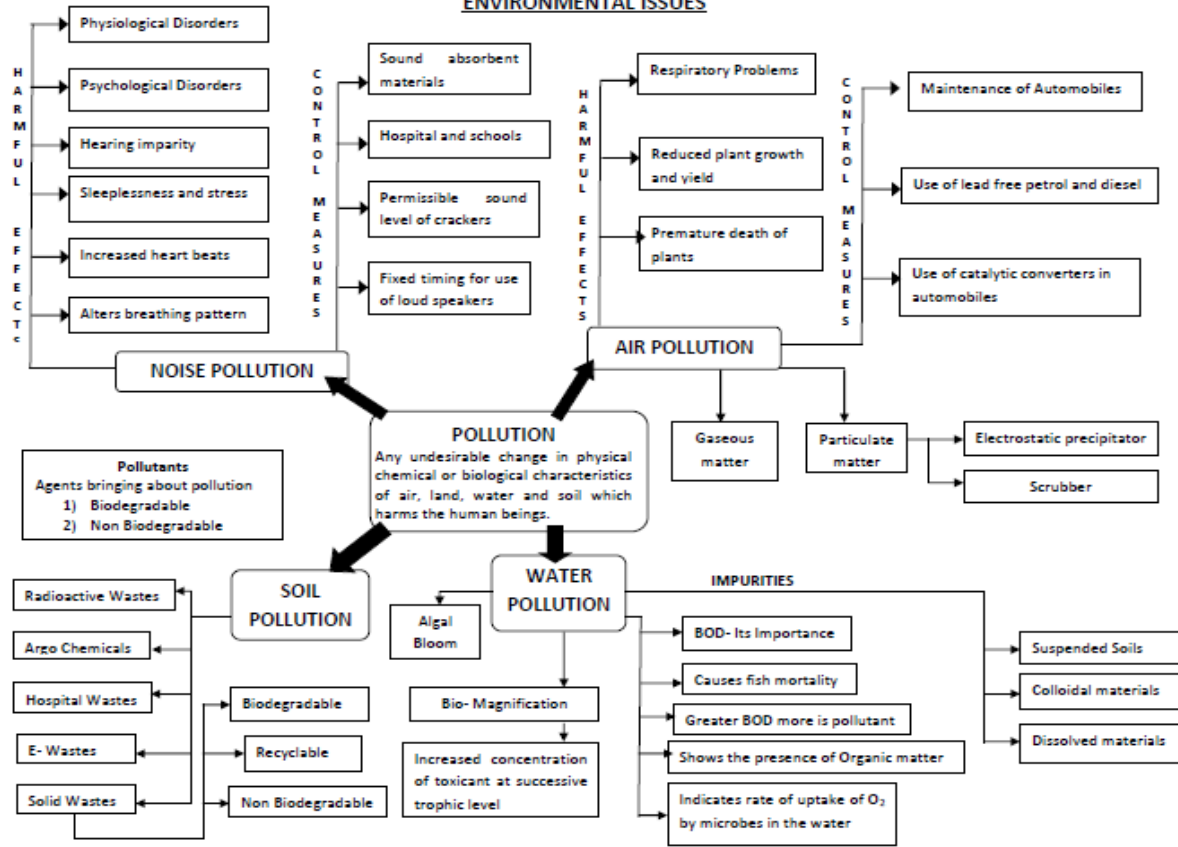 ENVIRONMENTAL ISSUES
Physiological Disorders
Psychological Disorders
Hearing imparity
Sleeplessness and stress
Increased heart beats
Alters breathing pattern
HARMFUL EFFECTS
NOISE POLLUTION
CONTROL MEASURES
Sound absorbent
materials
Hospital and schools
Permissible sound
level of crackers
Fixed timing for use
of loud speakers
HARMFUL EFFECTS
Respiratory Problems
Reduced plant growth
and yield
Premature death of
plants
AIR POLLUTION
CONTROL MEASURES
Maintenance of Automobiles
Use of lead free petrol and diesel
Use of catalytic converters in
automobiles
Gaseous
matter
Particulate
matter
Electrostatic precipitator
Scrubber
POLLUTION
Any undesirable change in physical
chemical or biological characteristics
of air, land, water and soil which
harms the human beings.
Pollutants
Agents bringing about pollution
1) Biodegradable
2) Non Biodegradable
SOIL
POLLUTION
Radioactive Wastes
Argo Chemicals
Hospital Wastes
E- Wastes
Solid Wastes
Biodegradable
Recyclable
Non Biodegradable
WATER
POLLUTION
Algal
Bloom
Bio- Magnification
Increased concentration
of toxicant at successive
trophic level
BOD- Its Importance
Causes fish mortality
Greater BOD more is pollutant
Shows the presence of Organic matter
Indicates rate of uptake of O₂
by microbes in the water
IMPURITIES
Suspended Soils
Colloidal materials
Dissolved materials